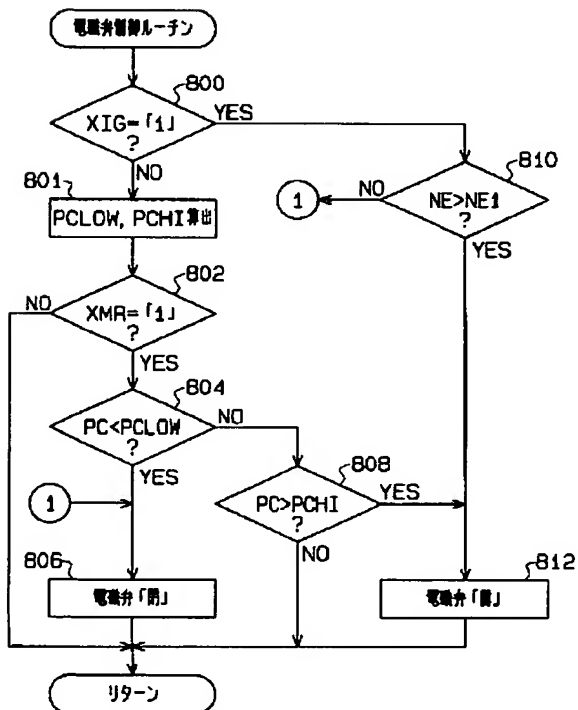 電磁弁制御ルーチン
800
XIG=「1」
?
YES
NO
801
PCLOW, PCHI算出
810
NE>NE1
?
NO
YES
1
802
XMR=「1」
?
NO
YES
804
PC<PCLOW
?
NO
YES
808
PC>PCHI
?
YES
NO
1
806
電磁弁「閉」
812
電磁弁「開」
リターン